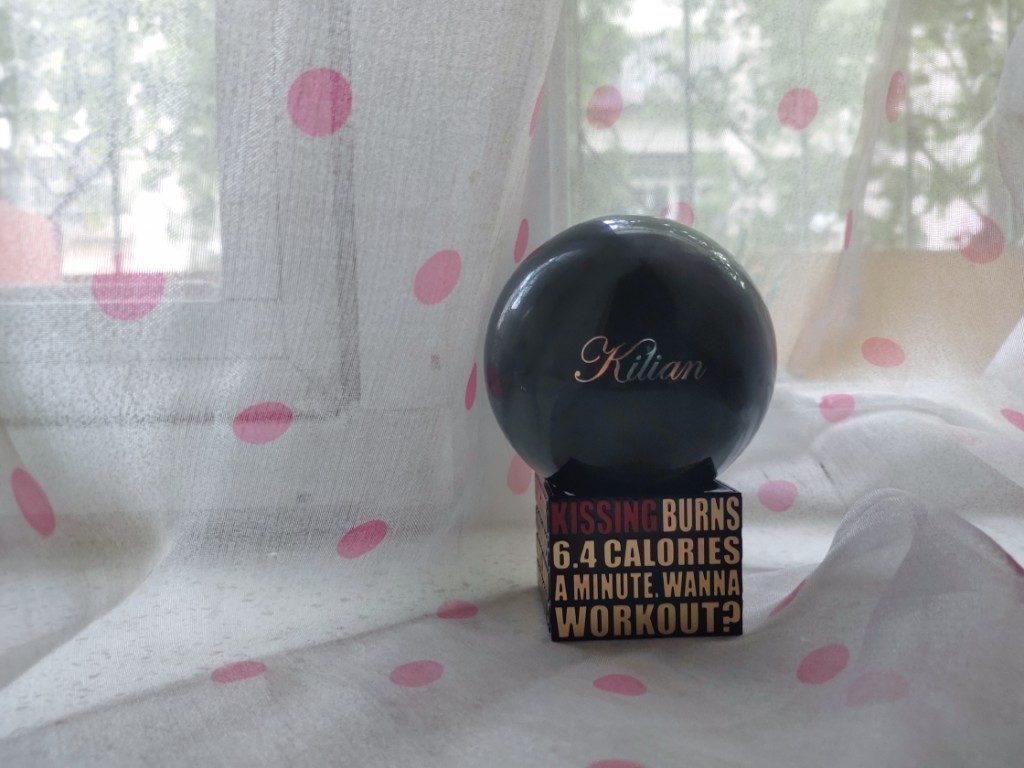 Kilian
KISSING BURNS
6.4 CALORIES
A MINUTE. WANNA
WORKOUT?